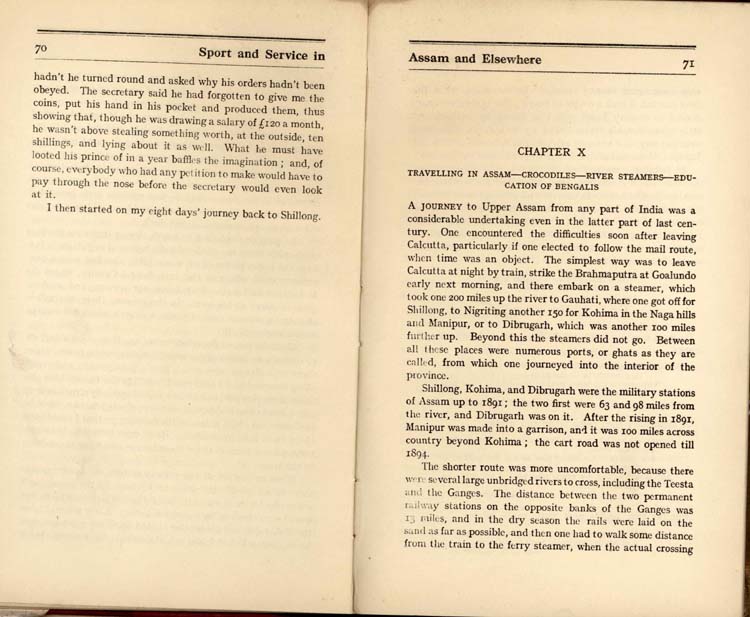 70
Sport and Service in
hadn't he turned round and asked why his orders hadn't been
obeyed. The secretary said he had forgotten to give me the
coins, put his hand in his pocket and produced them, thus
showing that, though he was drawing a salary of £120 a month,
he wasn't above stealing something worth, at the outside, ten
shillings, and lying about it as well. What he must have
looted his prince of in a year baffles the imagination; and, of
course, everybody who had any petition to make would have to
pay through the nose before the secretary would even look
at it.
I then started on my eight days' journey back to Shillong.
Assam and Elsewhere
71
CHAPTER X
TRAVELLING IN ASSAM—CROCODILES—RIVER STEAMERS—EDU-
CATION OF BENGALIS
A JOURNEY to Upper Assam from any part of India was a
considerable undertaking even in the latter part of last cen-
tury. One encountered the difficulties soon after leaving
Calcutta, particularly if one elected to follow the mail route,
when time was an object. The simplest way was to leave
Calcutta at night by train, strike the Brahmaputra at Goalundo
early next morning, and there embark on a steamer, which
took one 200 miles up the river to Gauhati, where one got off for
Shillong, to Nigriting another 150 for Kohima in the Naga hills
and Manipur, or to Dibrugarh, which was another 100 miles
further up. Beyond this the steamers did not go. Between
all these places were numerous ports, or ghats as they are
called, from which one journeyed into the interior of the
province.
Shillong, Kohima, and Dibrugarh were the military stations
of Assam up to 1891; the two first were 63 and 98 miles from
the river, and Dibrugarh was on it. After the rising in 1891,
Manipur was made into a garrison, and it was 100 miles across
country beyond Kohima; the cart road was not opened till
1894.
The shorter route was more uncomfortable, because there
were several large unbridged rivers to cross, including the Teesta
and the Ganges. The distance between the two permanent
railway stations on the opposite banks of the Ganges was
13 miles, and in the dry season the rails were laid on the
sand as far as possible, and then one had to walk some distance
from the train to the ferry steamer, when the actual crossing